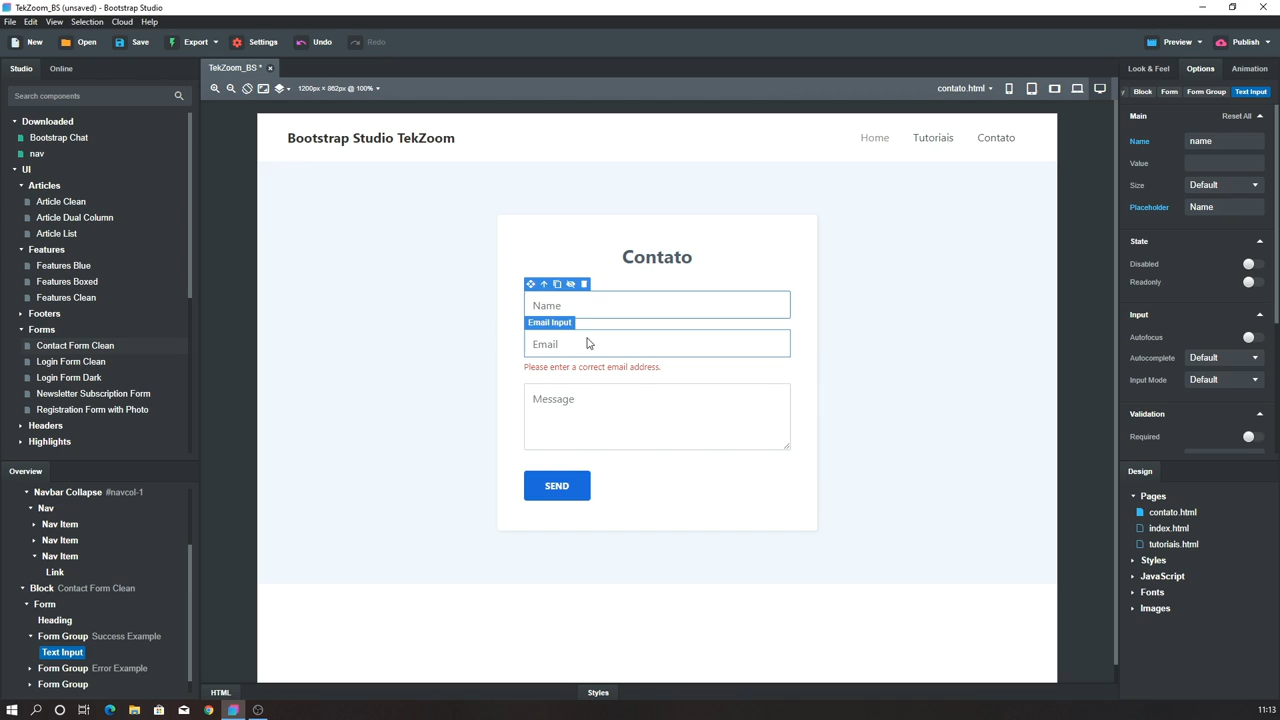 TekZoom_BS (unsaved) - Bootstrap Studio
File Edit View Selection Cloud Help
New Open Save Export Settings Undo Redo Preview Publish
Studio Online
Search components
Downloaded
Bootstrap Chat
nav
UI
Articles
Article Clean
Article Dual Column
Article List
Features
Features Blue
Features Boxed
Features Clean
Footers
Forms
Contact Form Clean
Login Form Clean
Login Form Dark
Newsletter Subscription Form
Registration Form with Photo
Headers
Highlights
Overview
Navbar Collapse #navcol-1
Nav
Nav Item
Nav Item
Nav Item
Link
Block Contact Form Clean
Form
Heading
Form Group Success Example
Text Input
Form Group Error Example
Form Group
TekZoom_BS *
1200px × 862px @ 100%
contato.html
Bootstrap Studio TekZoom
Home Tutoriais Contato
Contato
Name
Email Input
Email
Please enter a correct email address.
Message
SEND
HTML
Styles
Look & Feel Options Animation
y Block Form Form Group Text Input
Main Reset All
Name name
Value
Size Default
Placeholder Name
State
Disabled
Readonly
Input
Autofocus
Autocomplete Default
Input Mode Default
Validation
Required
Design
Pages
contato.html
index.html
tutoriais.html
Styles
JavaScript
Fonts
Images
11:13